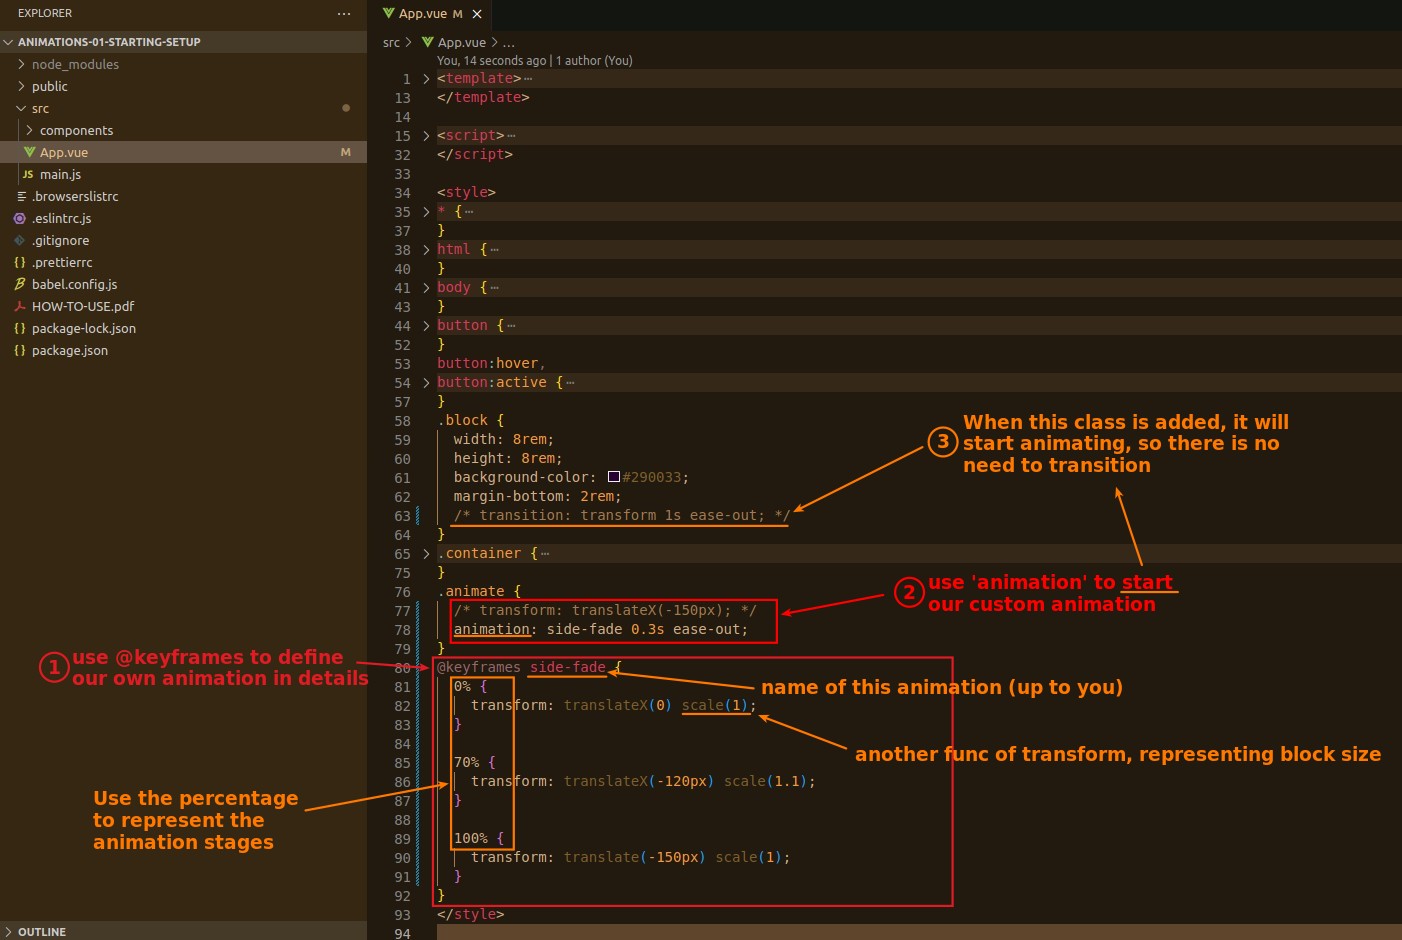 EXPLORER ···
ANIMATIONS-01-STARTING-SETUP
node_modules
public
src
components
App.vue M
JS main.js
.browserslistrc
.eslintrc.js
.gitignore
{} .prettierrc
babel.config.js
HOW-TO-USE.pdf
{} package-lock.json
{} package.json
OUTLINE
App.vue M
src > App.vue > ...
You, 14 seconds ago | 1 author (You)
1 <template>···
13 </template>
14
15 <script>···
32 </script>
33
34 <style>
35 * {···
37 }
38 html {···
40 }
41 body {···
43 }
44 button {···
52 }
53 button:hover,
54 button:active {···
57 }
58 .block {
59 width: 8rem;
60 height: 8rem;
61 background-color: #290033;
62 margin-bottom: 2rem;
63 /* transition: transform 1s ease-out; */
64 }
65 .container {···
75 }
76 .animate {
77 /* transform: translateX(-150px); */
78 animation: side-fade 0.3s ease-out;
79 }
80 @keyframes side-fade {
81 0% {
82 transform: translateX(0) scale(1);
83 }
84
85 70% {
86 transform: translateX(-120px) scale(1.1);
87 }
88
89 100% {
90 transform: translate(-150px) scale(1);
91 }
92 }
93 </style>
94
3 When this class is added, it will
start animating, so there is no
need to transition
2 use 'animation' to start
our custom animation
1 use @keyframes to define
our own animation in details
name of this animation (up to you)
another func of transform, representing block size
Use the percentage
to represent the
animation stages